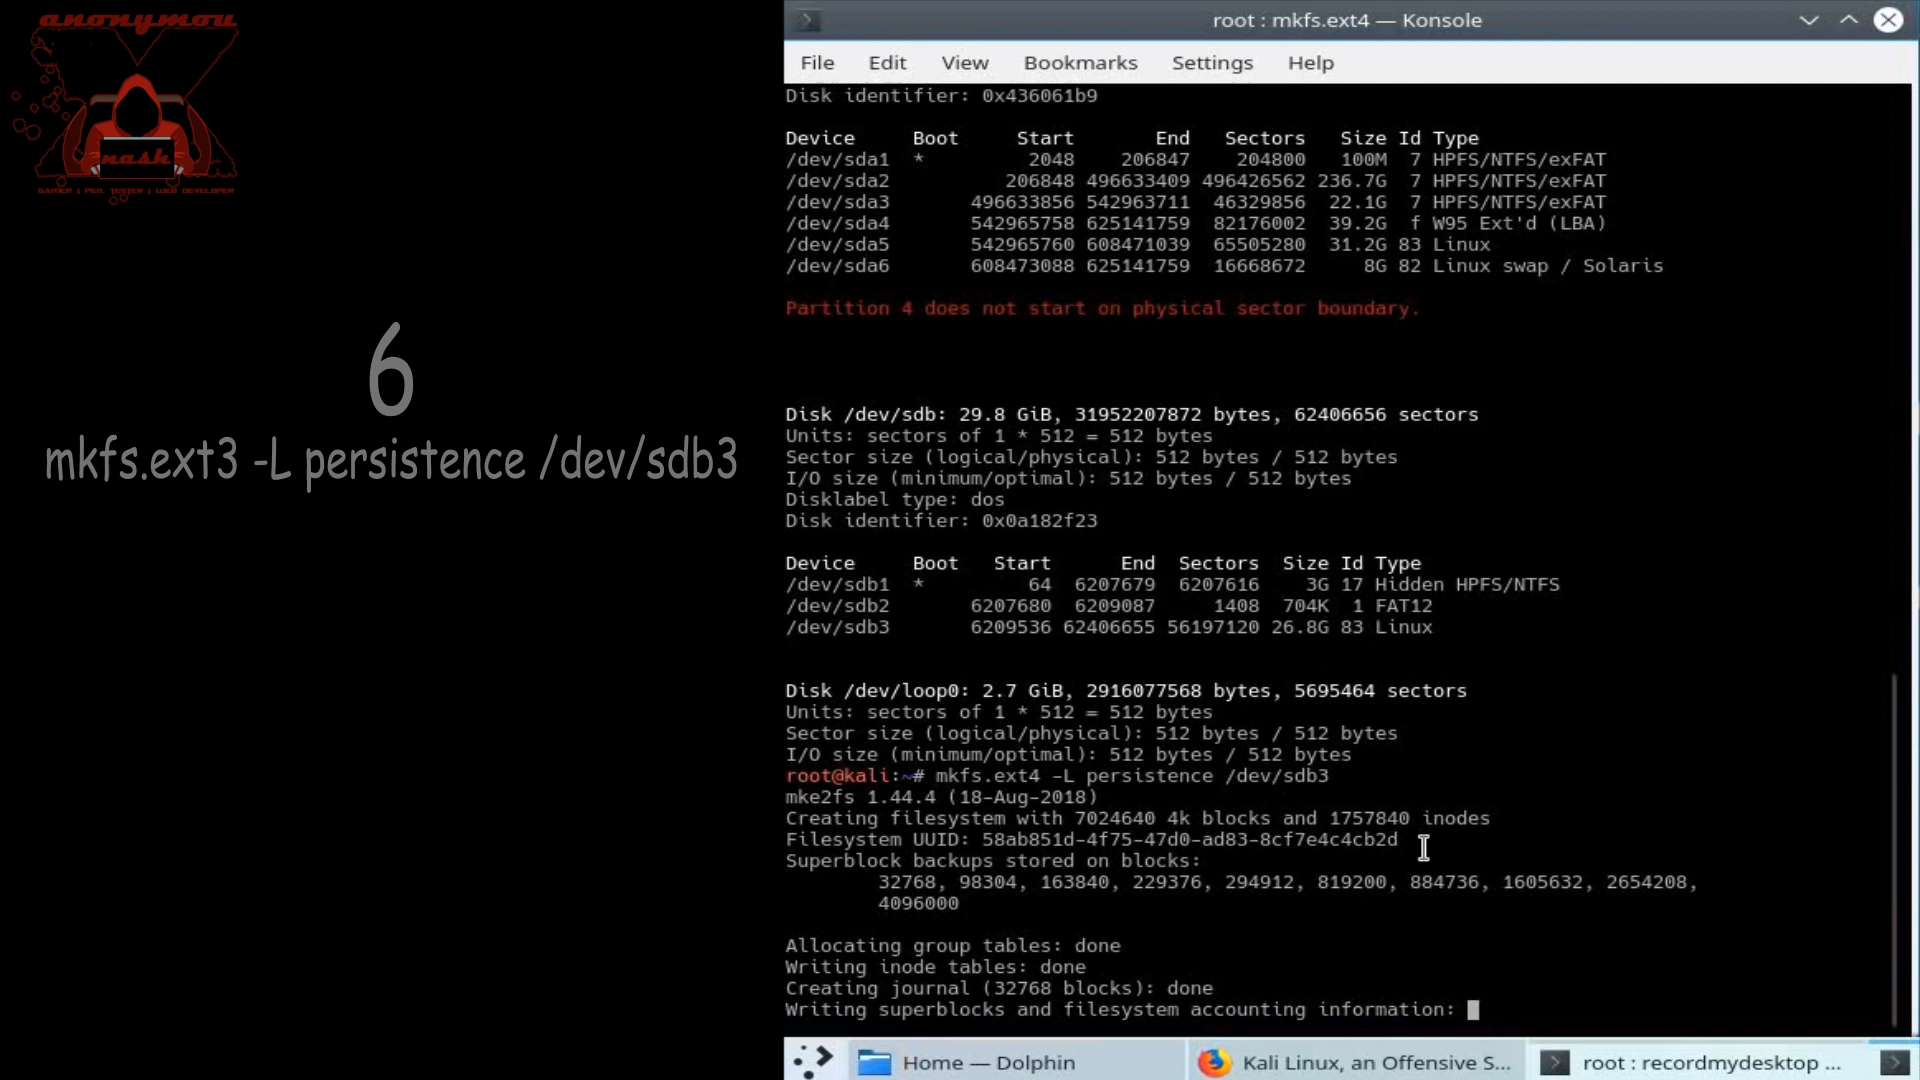 anonymou
nash
GAMER | PEN. TESTER | WEB DEVELOPER
6
mkfs.ext3 -L persistence /dev/sdb3
root : mkfs.ext4 — Konsole
File Edit View Bookmarks Settings Help
Disk identifier: 0x436061b9
Device Boot Start End Sectors Size Id Type
/dev/sda1 * 2048 206847 204800 100M 7 HPFS/NTFS/exFAT
/dev/sda2 206848 496633409 496426562 236.7G 7 HPFS/NTFS/exFAT
/dev/sda3 496633856 542963711 46329856 22.1G 7 HPFS/NTFS/exFAT
/dev/sda4 542965758 625141759 82176002 39.2G f W95 Ext'd (LBA)
/dev/sda5 542965760 608471039 65505280 31.2G 83 Linux
/dev/sda6 608473088 625141759 16668672 8G 82 Linux swap / Solaris
Partition 4 does not start on physical sector boundary.
Disk /dev/sdb: 29.8 GiB, 31952207872 bytes, 62406656 sectors
Units: sectors of 1 * 512 = 512 bytes
Sector size (logical/physical): 512 bytes / 512 bytes
I/O size (minimum/optimal): 512 bytes / 512 bytes
Disklabel type: dos
Disk identifier: 0x0a182f23
Device Boot Start End Sectors Size Id Type
/dev/sdb1 * 64 6207679 6207616 3G 17 Hidden HPFS/NTFS
/dev/sdb2 6207680 6209087 1408 704K 1 FAT12
/dev/sdb3 6209536 62406655 56197120 26.8G 83 Linux
Disk /dev/loop0: 2.7 GiB, 2916077568 bytes, 5695464 sectors
Units: sectors of 1 * 512 = 512 bytes
Sector size (logical/physical): 512 bytes / 512 bytes
I/O size (minimum/optimal): 512 bytes / 512 bytes
root@kali:~# mkfs.ext4 -L persistence /dev/sdb3
mke2fs 1.44.4 (18-Aug-2018)
Creating filesystem with 7024640 4k blocks and 1757840 inodes
Filesystem UUID: 58ab851d-4f75-47d0-ad83-8cf7e4c4cb2d
Superblock backups stored on blocks:
32768, 98304, 163840, 229376, 294912, 819200, 884736, 1605632, 2654208,
4096000
Allocating group tables: done
Writing inode tables: done
Creating journal (32768 blocks): done
Writing superblocks and filesystem accounting information:
Home — Dolphin
Kali Linux, an Offensive S...
root : recordmydesktop ...